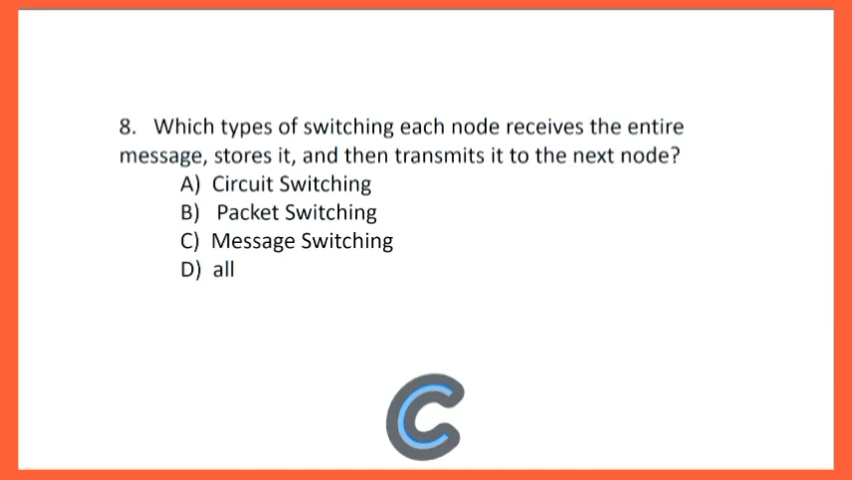 8. Which types of switching each node receives the entire
message, stores it, and then transmits it to the next node?
A) Circuit Switching
B) Packet Switching
C) Message Switching
D) all
C